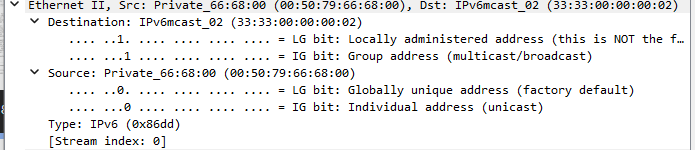 Ethernet II, Src: Private_66:68:00 (00:50:79:66:68:00), Dst: IPv6mcast_02 (33:33:00:00:00:02)
Destination: IPv6mcast_02 (33:33:00:00:00:02)
.... ..1. .... .... .... .... = LG bit: Locally administered address (this is NOT the f…
.... ...1 .... .... .... .... = IG bit: Group address (multicast/broadcast)
Source: Private_66:68:00 (00:50:79:66:68:00)
.... ..0. .... .... .... .... = LG bit: Globally unique address (factory default)
.... ...0 .... .... .... .... = IG bit: Individual address (unicast)
Type: IPv6 (0x86dd)
[Stream index: 0]